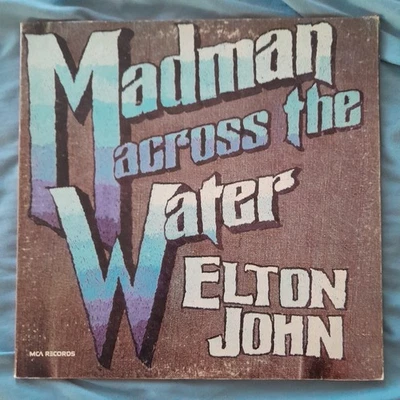 Madman
across the
Water
ELTON
JOHN
MCA RECORDS